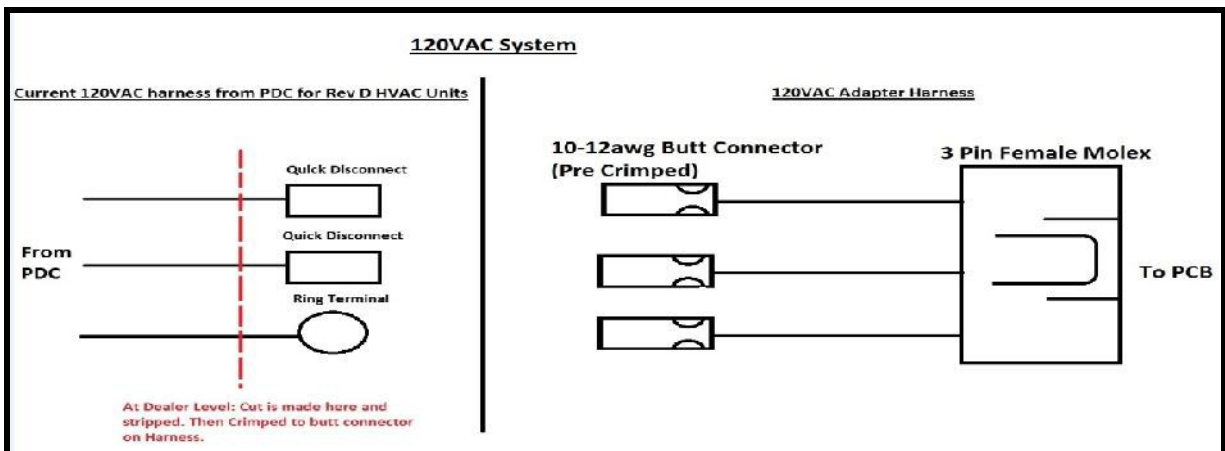 120VAC System
Current 120VAC harness from PDC for Rev D HVAC Units
Quick Disconnect
Quick Disconnect
From
PDC
Ring Terminal
At Dealer Level: Cut is made here and
stripped. Then Crimped to butt connector
on Harness.
120VAC Adapter Harness
10-12awg Butt Connector
(Pre Crimped)
3 Pin Female Molex
To PCB